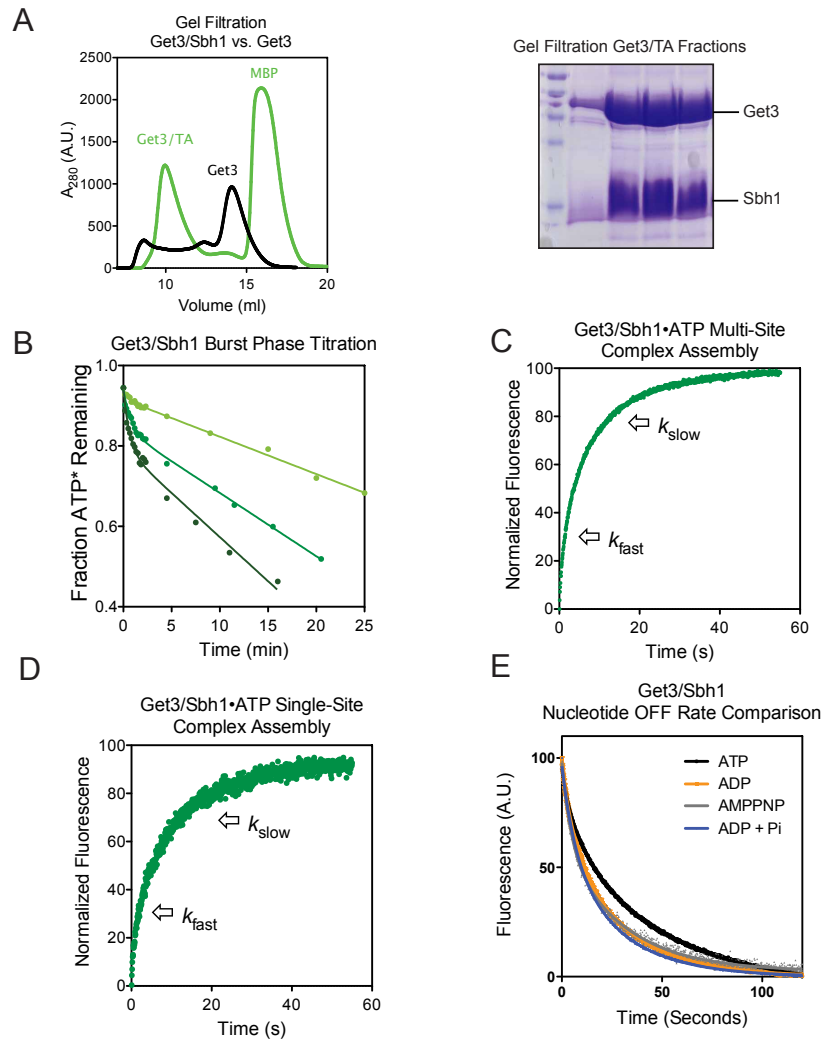 A
Gel Filtration
Get3/Sbh1 vs. Get3
2500
2000
1500
1000
500
0
A280 (A.U.)
MBP
Get3/TA
Get3
10
15
20
Volume (ml)
Gel Filtration Get3/TA Fractions
Get3
Sbh1
B
Get3/Sbh1 Burst Phase Titration
1.0
0.8
0.6
0.4
Fraction ATP* Remaining
0
5
10
15
20
25
Time (min)
C
Get3/Sbh1•ATP Multi-Site
Complex Assembly
100
80
60
40
20
0
Normalized Fluorescence
kslow
kfast
0
20
40
60
Time (s)
D
Get3/Sbh1•ATP Single-Site
Complex Assembly
100
80
60
40
20
0
Normalized Fluorescence
kslow
kfast
0
20
40
60
Time (s)
E
Get3/Sbh1
Nucleotide OFF Rate Comparison
100
50
0
Fluorescence (A.U.)
ATP
ADP
AMPPNP
ADP + Pi
0
50
100
Time (Seconds)